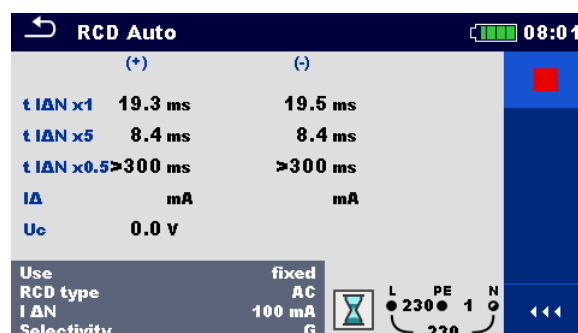 RCD Auto 08:01
(+) (-)
t IΔN x1 19.3 ms 19.5 ms
t IΔN x5 8.4 ms 8.4 ms
t IΔN x0.5 >300 ms >300 ms
IΔ mA mA
Uc 0.0 V
Use fixed
RCD type AC
I ΔN 100 mA
Selectivity G
L PE N
230 1
230